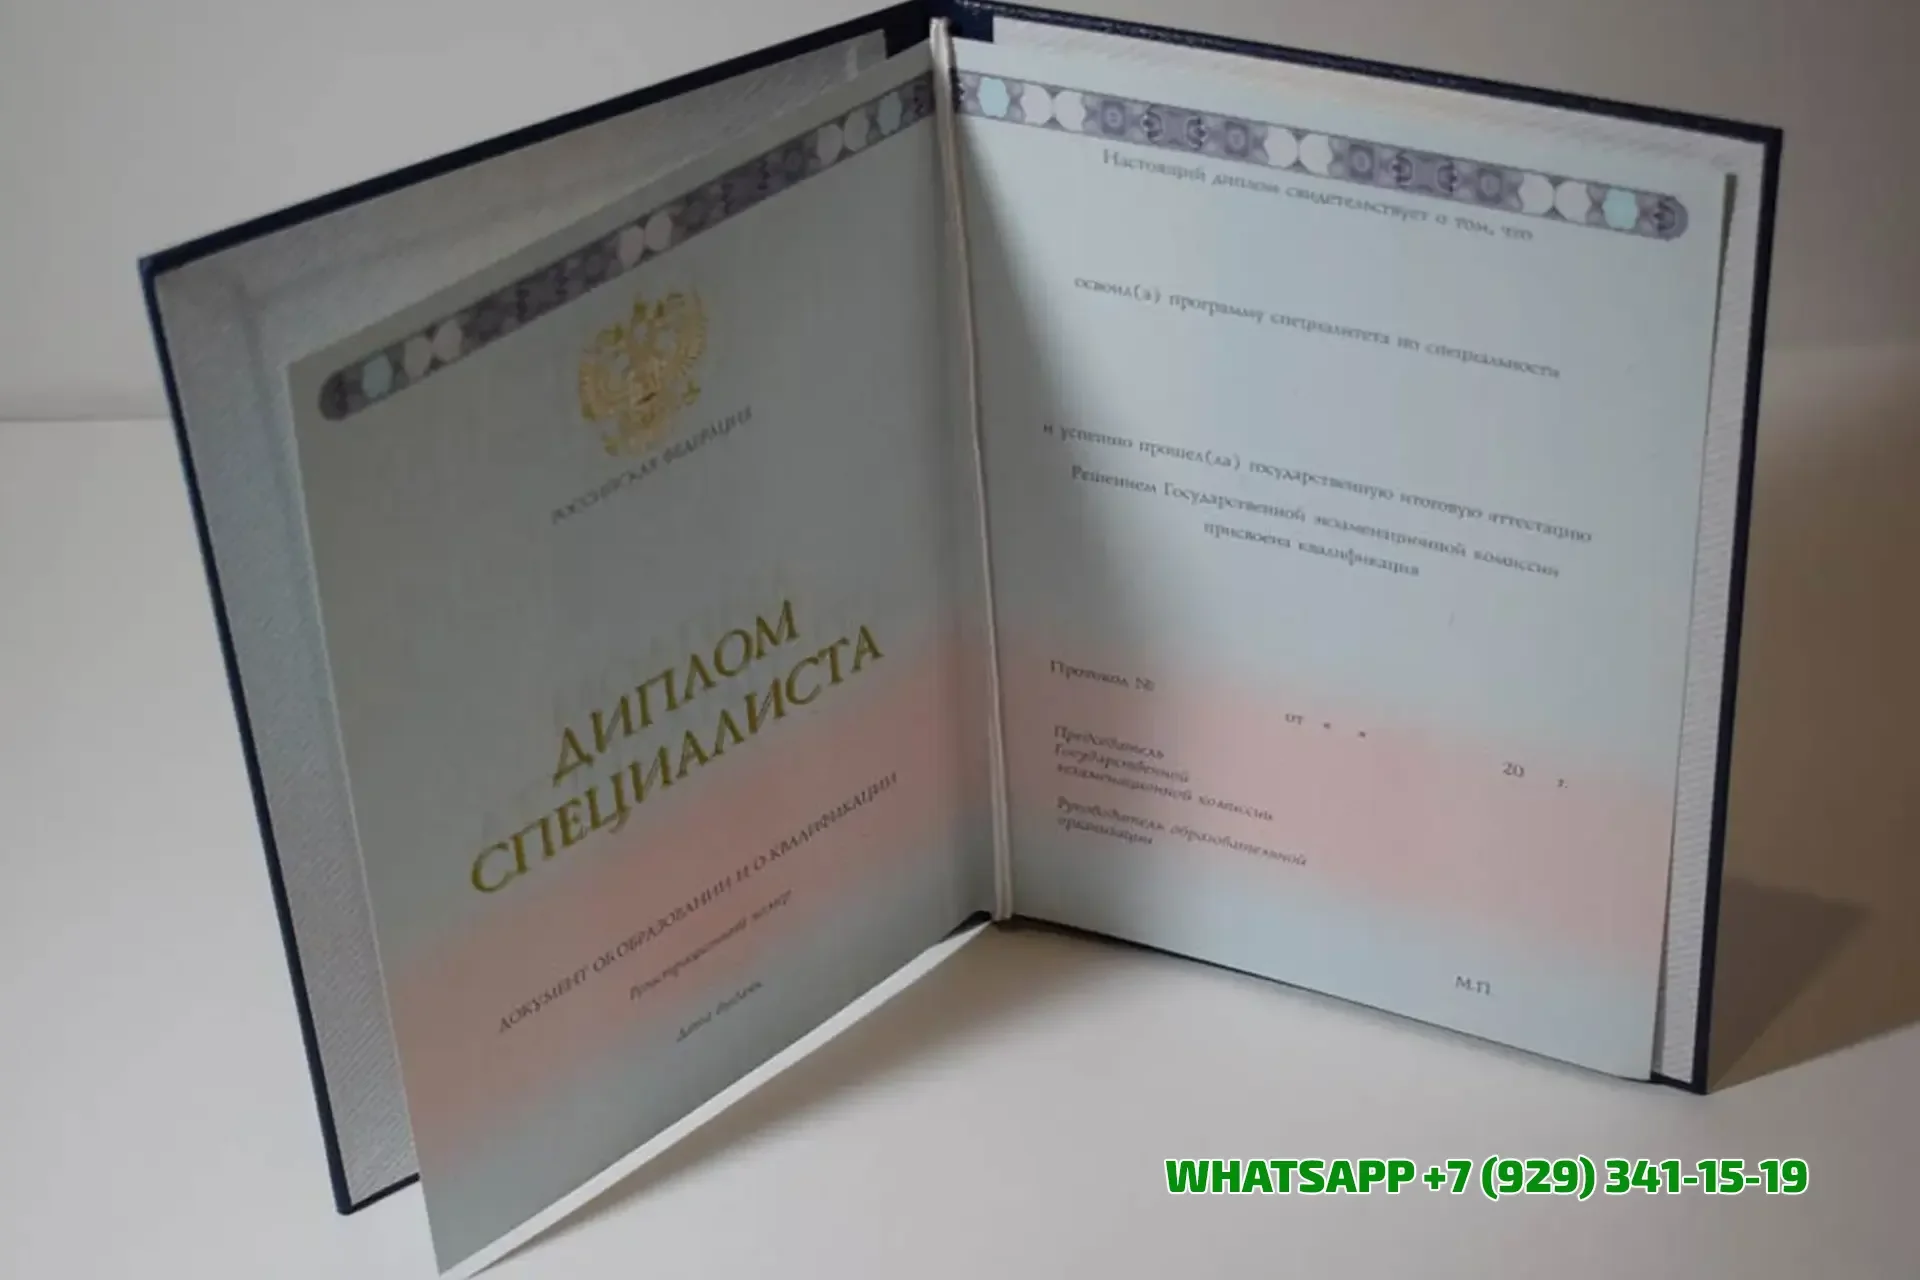 РОССИЙСКАЯ ФЕДЕРАЦИЯ
ДИПЛОМ
СПЕЦИАЛИСТА
ДОКУМЕНТ ОБ ОБРАЗОВАНИИ И О КВАЛИФИКАЦИИ
Регистрационный номер
Дата выдачи
Настоящий диплом свидетельствует о том, что
освоил(а) программу специалитета по специальности
и успешно прошел(ла) государственную итоговую аттестацию
Решением Государственной экзаменационной комиссии
присвоена квалификация
Протокол №
от « »
20 г.
Председатель
Государственной
экзаменационной комиссии
Руководитель образовательной
организации
М.П.
WHATSAPP +7 (929) 341-15-19